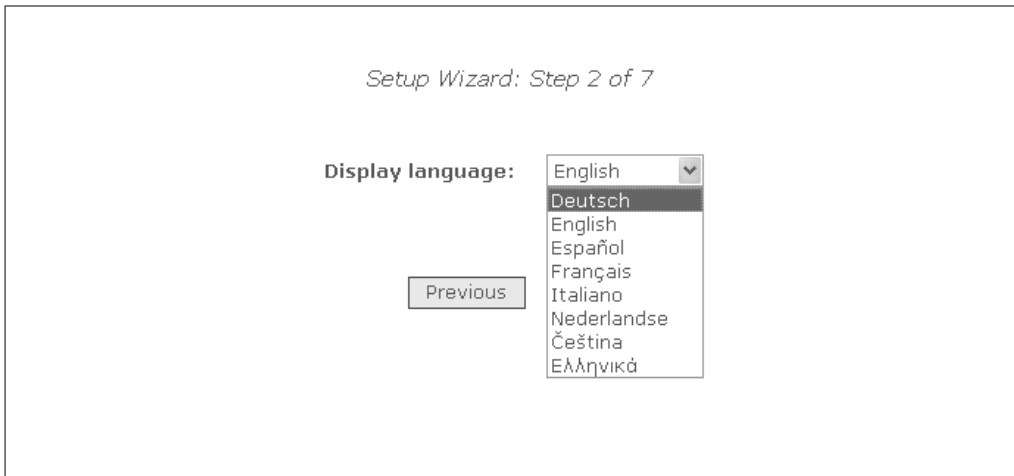 Setup Wizard: Step 2 of 7
Display language: English
Deutsch
English
Español
Français
Previous
Italiano
Nederlandse
Čeština
Ελληνικά